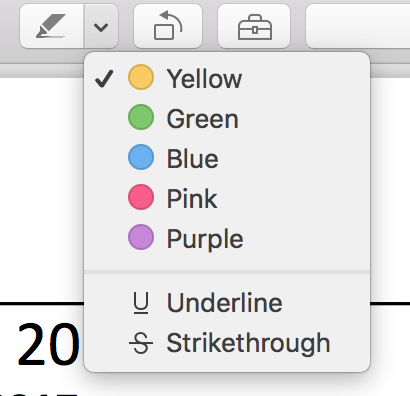 Yellow
Green
Blue
Pink
Purple
U Underline
S Strikethrough
20